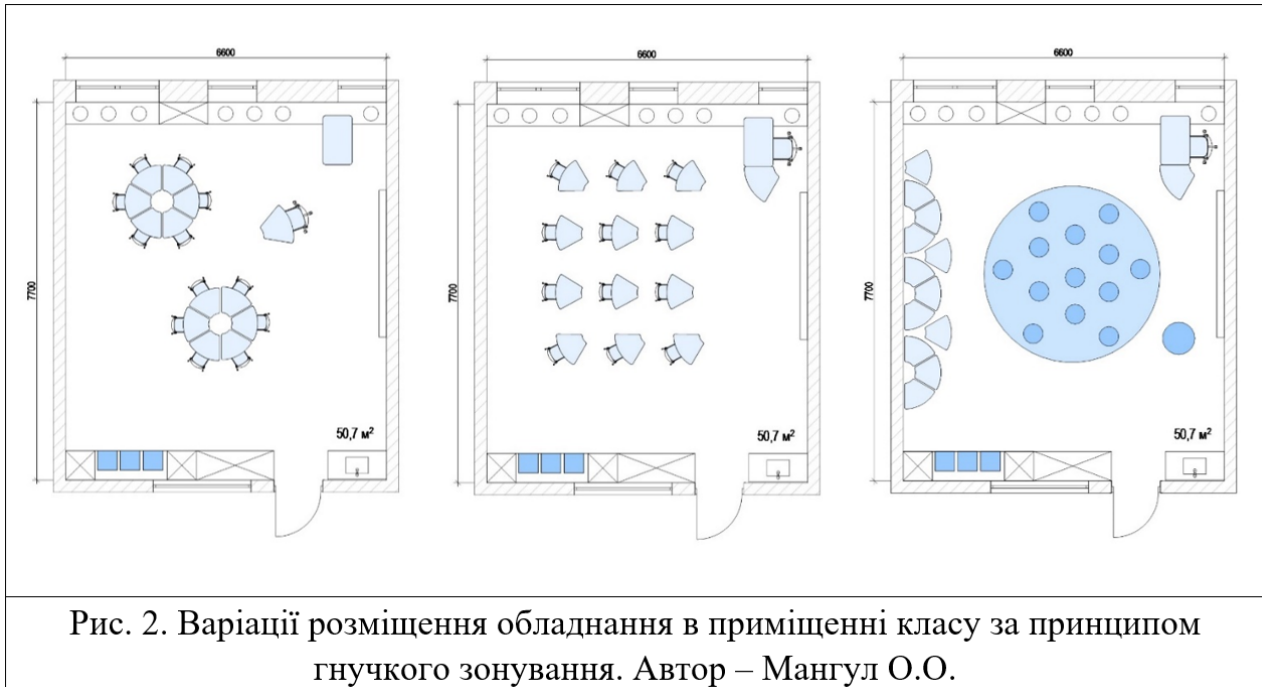 6600
6600
6600
7700
7700
7700
50,7 м²
50,7 м²
50,7 м²
Рис. 2. Варіації розміщення обладнання в приміщенні класу за принципом
гнучкого зонування. Автор – Мангул О.О.